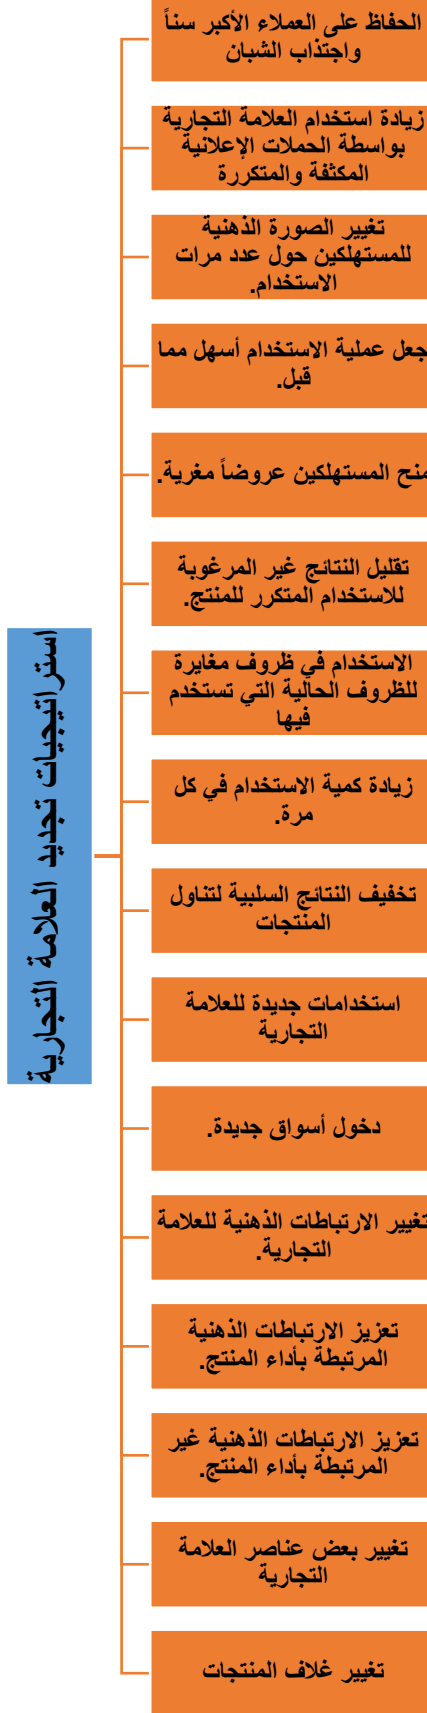 استراتيجيات تجديد العلامة التجارية
الحفاظ على العملاء الأكبر سناً
واجتذاب الشبان
زيادة استخدام العلامة التجارية
بواسطة الحملات الإعلانية
المكثفة والمتكررة
تغيير الصورة الذهنية
للمستهلكين حول عدد مرات
الاستخدام.
جعل عملية الاستخدام أسهل مما
قبل.
منح المستهلكين عروضاً مغرية.
تقليل النتائج غير المرغوبة
للاستخدام المتكرر للمنتج.
الاستخدام في ظروف مغايرة
للظروف الحالية التي تستخدم
فيها
زيادة كمية الاستخدام في كل
مرة.
تخفيف النتائج السلبية لتناول
المنتجات
استخدامات جديدة للعلامة
التجارية
دخول أسواق جديدة.
تغيير الارتباطات الذهنية للعلامة
التجارية.
تعزيز الارتباطات الذهنية
المرتبطة بأداء المنتج.
تعزيز الارتباطات الذهنية غير
المرتبطة بأداء المنتج.
تغيير بعض عناصر العلامة
التجارية
تغيير غلاف المنتجات